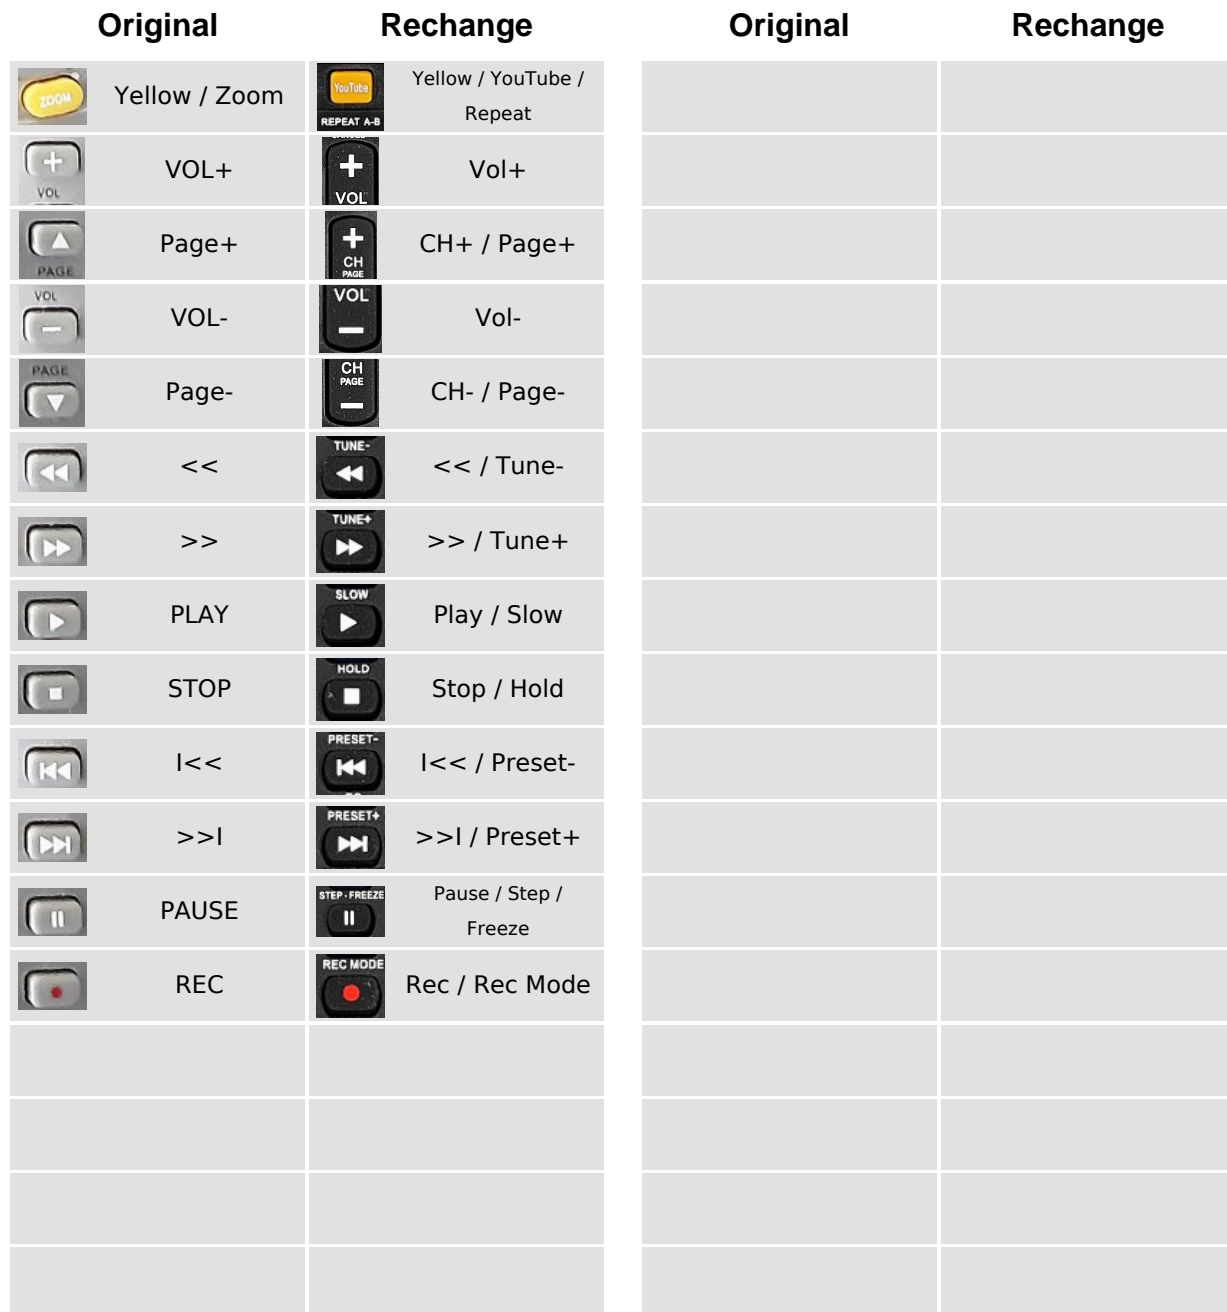 Original Rechange Original Rechange
ZOOM Yellow / Zoom YouTube REPEAT A-B Yellow / YouTube /
Repeat
+ VOL VOL+ + VOL Vol+
PAGE Page+ + CH PAGE CH+ / Page+
VOL VOL- VOL Vol-
PAGE Page- CH PAGE CH- / Page-
<< TUNE- << / Tune-
>> TUNE+ >> / Tune+
PLAY SLOW Play / Slow
STOP HOLD Stop / Hold
I<< PRESET- I<< / Preset-
>>I PRESET+ >>I / Preset+
PAUSE STEP-FREEZE Pause / Step /
Freeze
REC REC MODE Rec / Rec Mode